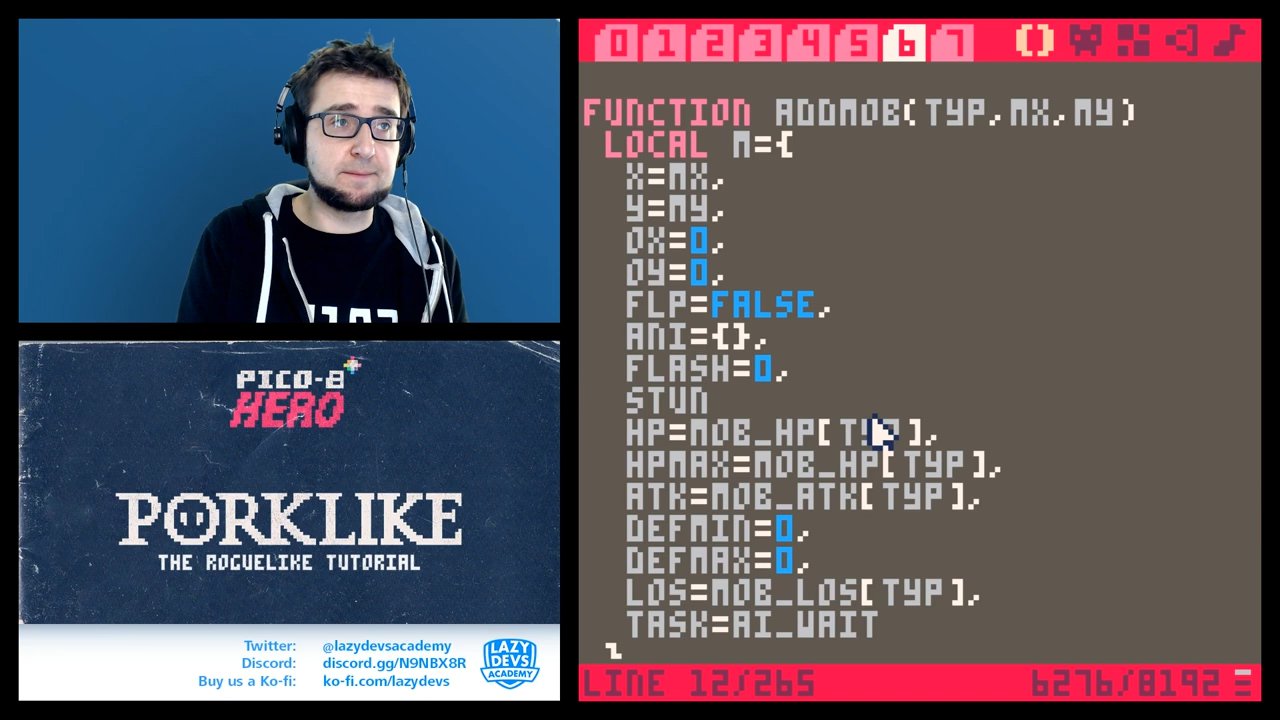 0 1 2 3 4 5 6 7
FUNCTION ADDMOB(TYP,MX,MY)
LOCAL M={
X=MX,
Y=MY,
OX=0,
OY=0,
FLP=FALSE,
ANI={},
FLASH=0,
STUN
HP=MOB_HP[TYP],
HPMAX=MOB_HP[TYP],
ATK=MOB_ATK[TYP],
DEFMIN=0,
DEFMAX=0,
LOS=MOB_LOS[TYP],
TASK=AI_WAIT
LINE 12/265 6276/8192
PICO-8
HERO
PORKLIKE
THE ROGUELIKE TUTORIAL
Twitter: @lazydevsacademy
Discord: discord.gg/N9NBX8R
Buy us a Ko-fi: ko-fi.com/lazydevs
LAZY
DEVS
ACADEMY